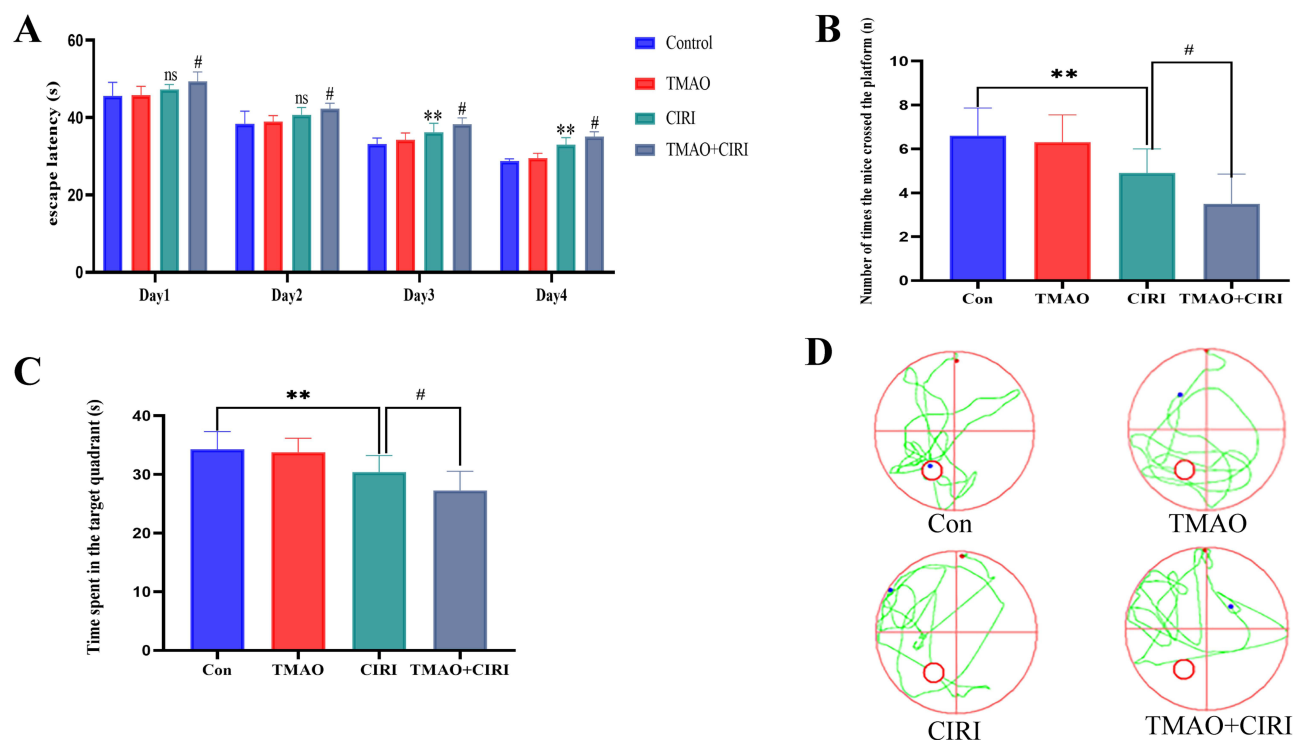 A
escape latency (s)
60
40
20
0
ns
#
ns
#
**
#
**
#
Day1
Day2
Day3
Day4
Control
TMAO
CIRI
TMAO+CIRI
B
Number of times the mice crossed the platform (n)
10
8
6
4
2
0
**
#
Con
TMAO
CIRI
TMAO+CIRI
C
Time spent in the target quadrant (s)
40
30
20
10
0
**
#
Con
TMAO
CIRI
TMAO+CIRI
D
Con
TMAO
CIRI
TMAO+CIRI